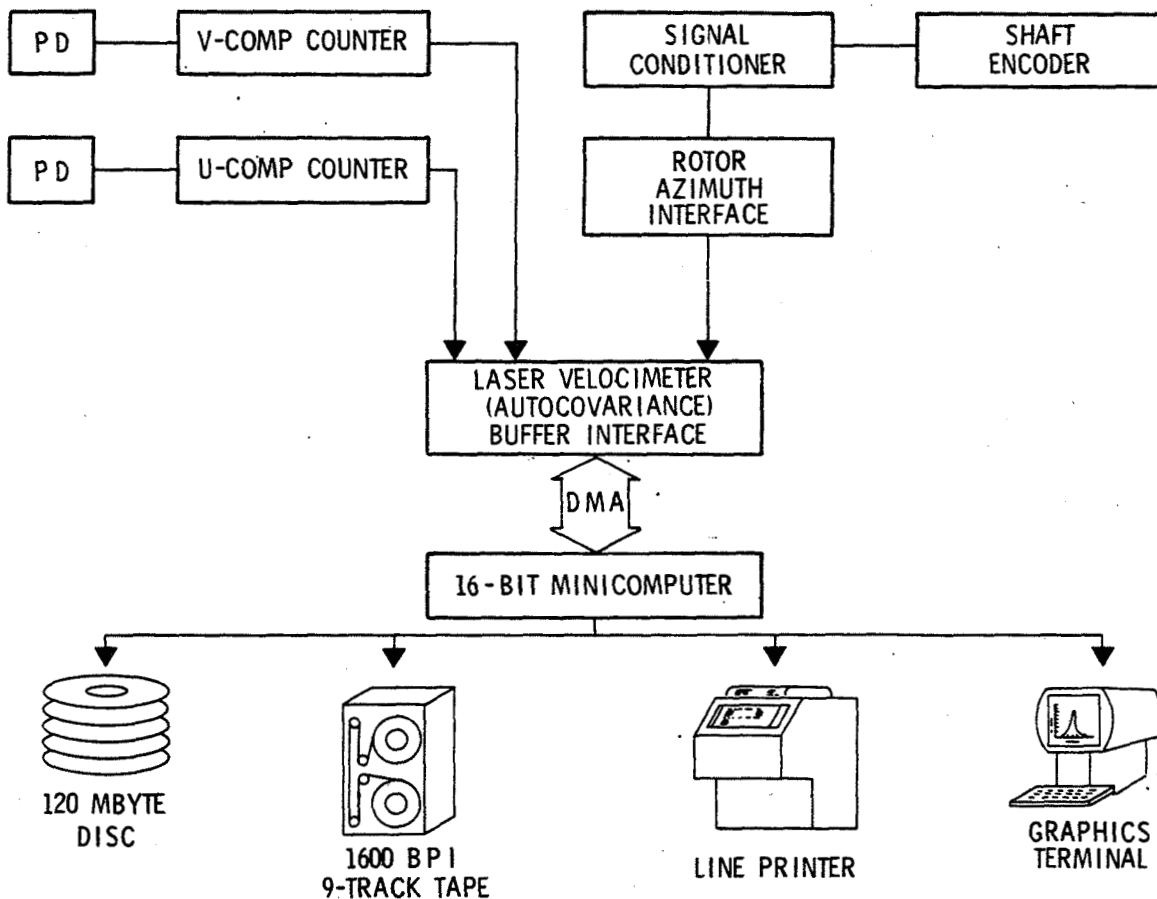 PD
V-COMP COUNTER
SIGNAL
CONDITIONER
SHAFT
ENCODER
PD
U-COMP COUNTER
ROTOR
AZIMUTH
INTERFACE
LASER VELOCIMETER
(AUTOCOVARIANCE)
BUFFER INTERFACE
DMA
16-BIT MINICOMPUTER
120 MBYTE
DISC
1600 BPI
9-TRACK TAPE
LINE PRINTER
GRAPHICS
TERMINAL